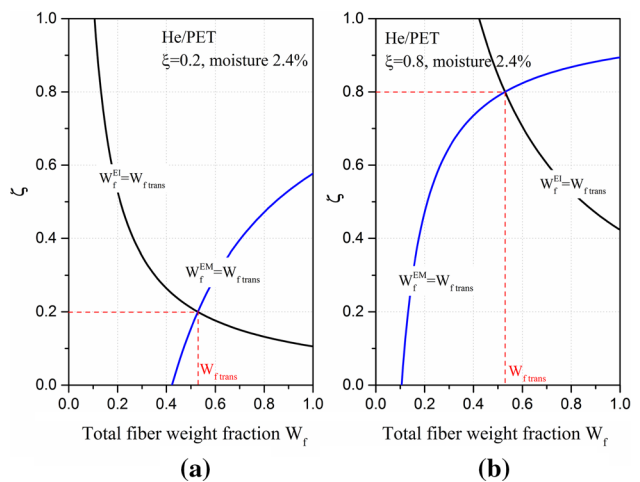 He/PET
ξ=0.2, moisture 2.4%
1.0
0.8
0.6
0.4
0.2
0.0
ζ
W_f^EI=W_f trans
W_f^EM=W_f trans
W_f trans
0.0 0.2 0.4 0.6 0.8 1.0
Total fiber weight fraction W_f
(a)
He/PET
ξ=0.8, moisture 2.4%
1.0
0.8
0.6
0.4
0.2
0.0
ζ
W_f^EI=W_f trans
W_f^EM=W_f trans
W_f trans
0.0 0.2 0.4 0.6 0.8 1.0
Total fiber weight fraction W_f
(b)